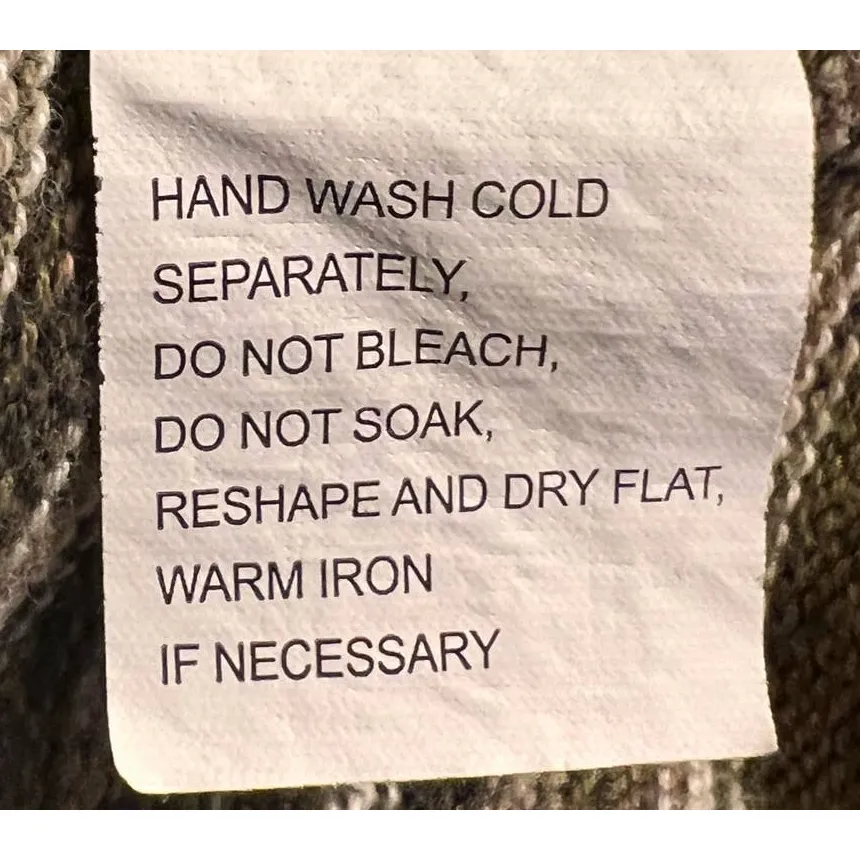 HAND WASH COLD
SEPARATELY,
DO NOT BLEACH,
DO NOT SOAK,
RESHAPE AND DRY FLAT,
WARM IRON
IF NECESSARY